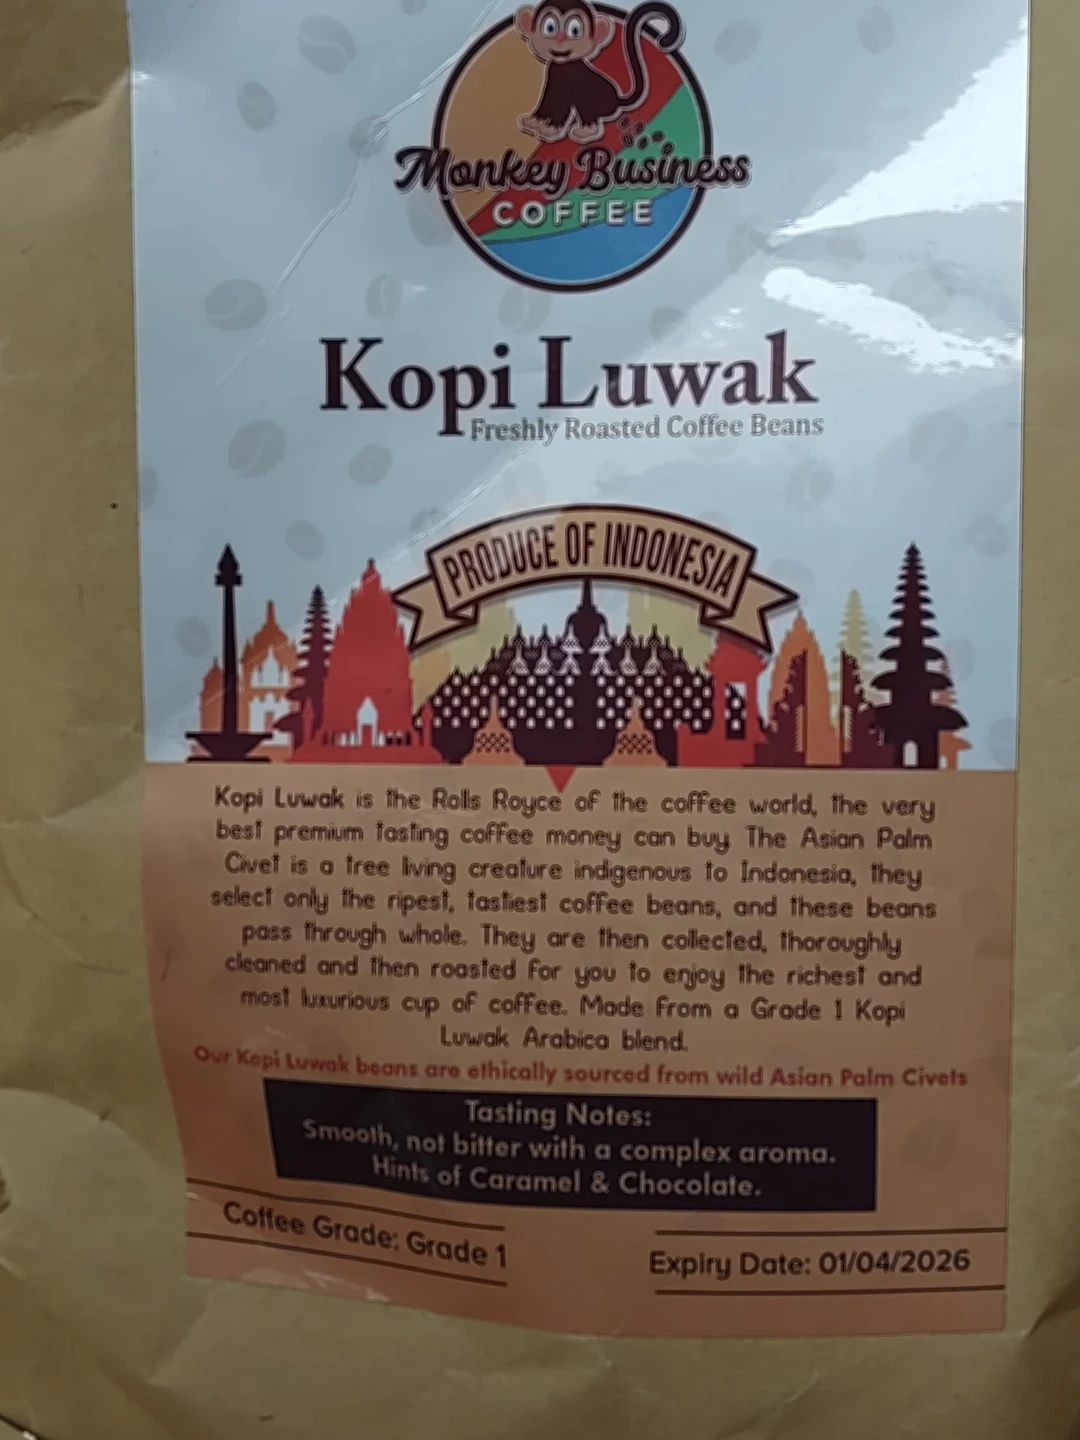 Monkey Business
COFFEE
Kopi Luwak
Freshly Roasted Coffee Beans
PRODUCE OF INDONESIA
Kopi Luwak is the Rolls Royce of the coffee world, the very
best premium tasting coffee money can buy. The Asian Palm
Civet is a tree living creature indigenous to Indonesia, they
select only the ripest, tastiest coffee beans, and these beans
pass through whole. They are then collected, thoroughly
cleaned and then roasted for you to enjoy the richest and
most luxurious cup of coffee. Made from a Grade 1 Kopi
Luwak Arabica blend.
Our Kopi Luwak beans are ethically sourced from wild Asian Palm Civets
Tasting Notes:
Smooth, not bitter with a complex aroma.
Hints of Caramel & Chocolate.
Coffee Grade: Grade 1
Expiry Date: 01/04/2026